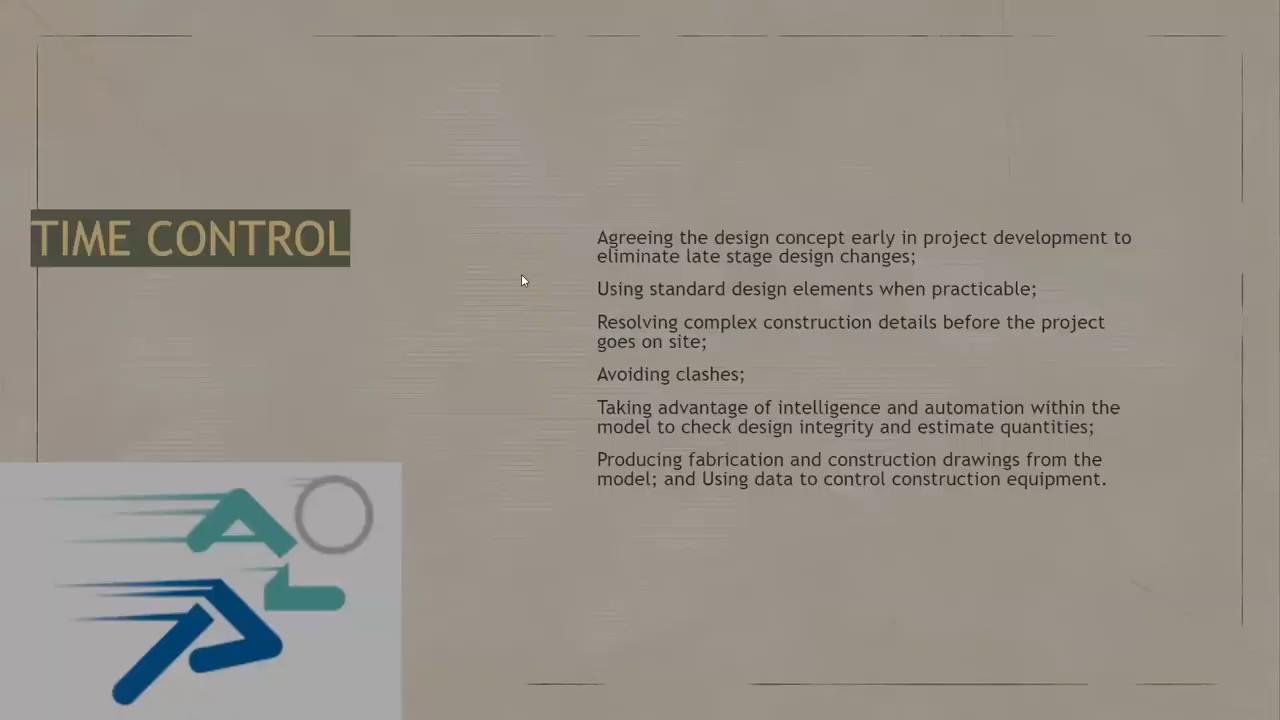 TIME CONTROL
Agreeing the design concept early in project development to
eliminate late stage design changes;
Using standard design elements when practicable;
Resolving complex construction details before the project
goes on site;
Avoiding clashes;
Taking advantage of intelligence and automation within the
model to check design integrity and estimate quantities;
Producing fabrication and construction drawings from the
model; and Using data to control construction equipment.